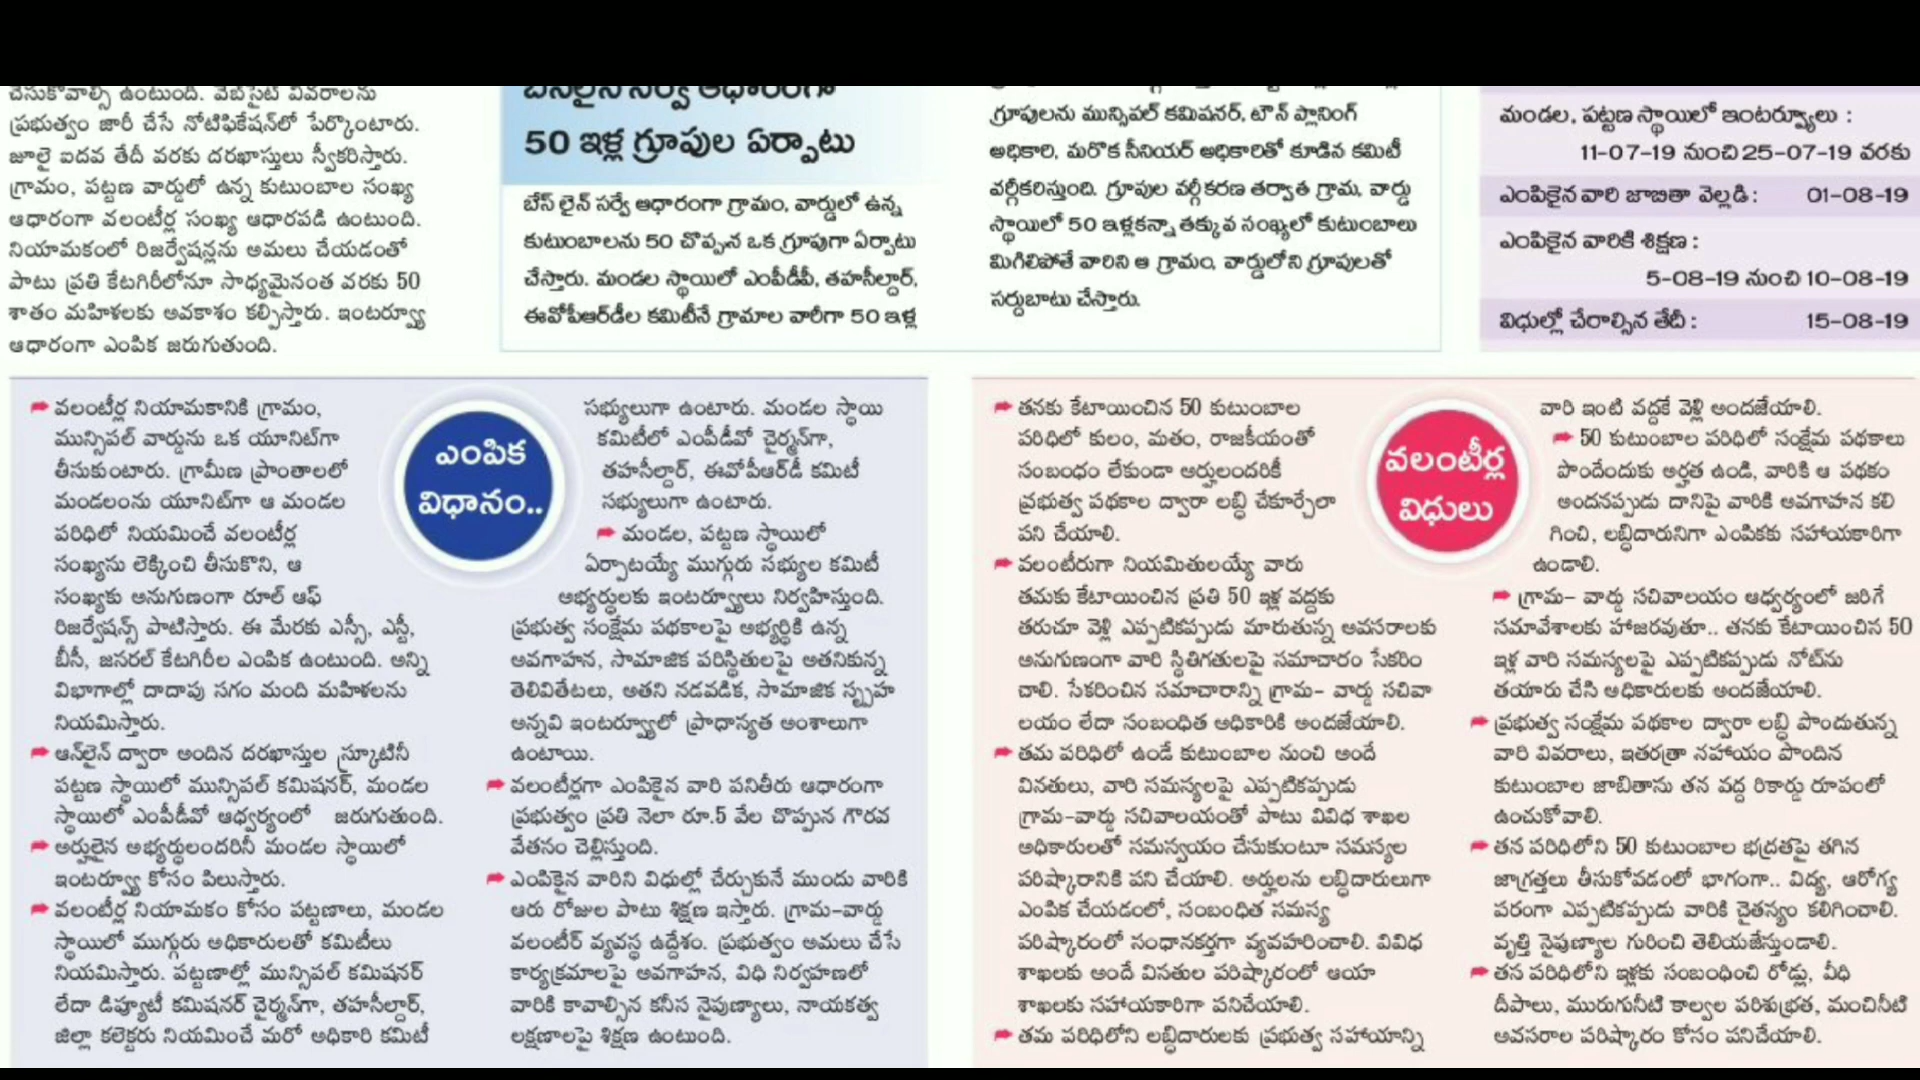 చేసుకోవాల్సి ఉంటుంది. వెబ్‌సైట్ వివరాలను
ప్రభుత్వం జారీ చేసే నోటిఫికేషన్‌లో పేర్కొంటారు.
జూలై ఐదవ తేదీ వరకు దరఖాస్తులు స్వీకరిస్తారు.
గ్రామం, పట్టణ వార్డులో ఉన్న కుటుంబాల సంఖ్య
ఆధారంగా వలంటీర్ల సంఖ్య ఆధారపడి ఉంటుంది.
నియామకంలో రిజర్వేషన్లను అమలు చేయడంతో
పాటు ప్రతి కేటగిరీలోనూ సాధ్యమైనంత వరకు 50
శాతం మహిళలకు అవకాశం కల్పిస్తారు. ఇంటర్వ్యూ
ఆధారంగా ఎంపిక జరుగుతుంది.
బేస్‌లైన్ సర్వే ఆధారంగా
50 ఇళ్ల గ్రూపుల ఏర్పాటు
బేస్ లైన్ సర్వే ఆధారంగా గ్రామం, వార్డులో ఉన్న
కుటుంబాలను 50 చొప్పన ఒక గ్రూపుగా ఏర్పాటు
చేస్తారు. మండల స్థాయిలో ఎంపీడీపీ, తహసీల్దార్,
ఈవోపీఆర్‌డీల కమిటీనే గ్రామాల వారీగా 50 ఇళ్ల
గ్రూపులను మున్సిపల్ కమిషనర్, టౌన్ ప్లానింగ్
అధికారి, మరొక సీనియర్ అధికారితో కూడిన కమిటీ
వర్గీకరిస్తుంది. గ్రూపుల వర్గీకరణ తర్వాత గ్రామ, వార్డు
స్థాయిలో 50 ఇళ్లకన్నా తక్కువ సంఖ్యలో కుటుంబాలు
మిగిలిపోతే వారిని ఆ గ్రామం, వార్డులోని గ్రూపులతో
సర్దుబాటు చేస్తారు.
మండల, పట్టణ స్థాయిలో ఇంటర్వ్యూలు :
11-07-19 నుంచి 25-07-19 వరకు
ఎంపికైన వారి జాబితా వెల్లడి : 01-08-19
ఎంపికైన వారికి శిక్షణ :
5-08-19 నుంచి 10-08-19
విధుల్లో చేరాల్సిన తేదీ : 15-08-19
ఎంపిక
విధానం..
వలంటీర్ల నియామకానికి గ్రామం,
మున్సిపల్ వార్డును ఒక యూనిట్‌గా
తీసుకుంటారు. గ్రామీణ ప్రాంతాలలో
మండలంను యూనిట్‌గా ఆ మండల
పరిధిలో నియమించే వలంటీర్ల
సంఖ్యను లెక్కించి తీసుకొని, ఆ
సంఖ్యకు అనుగుణంగా రూల్ ఆఫ్
రిజర్వేషన్స్ పాటిస్తారు. ఈ మేరకు ఎస్సీ, ఎస్టీ,
బీసీ, జనరల్ కేటగిరీల ఎంపిక ఉంటుంది. అన్ని
విభాగాల్లో దాదాపు సగం మంది మహిళలను
నియమిస్తారు.
ఆన్‌లైన్ ద్వారా అందిన దరఖాస్తుల స్క్రూటినీ
పట్టణ స్థాయిలో మున్సిపల్ కమిషనర్, మండల
స్థాయిలో ఎంపీడీవో ఆధ్వర్యంలో జరుగుతుంది.
అర్హులైన అభ్యర్థులందరినీ మండల స్థాయిలో
ఇంటర్వ్యూ కోసం పిలుస్తారు.
వలంటీర్ల నియామకం కోసం పట్టణాలు, మండల
స్థాయిలో ముగ్గురు అధికారులతో కమిటీలు
నియమిస్తారు. పట్టణాల్లో మున్సిపల్ కమిషనర్
లేదా డిప్యూటీ కమిషనర్ చైర్మన్‌గా, తహసీల్దార్,
జిల్లా కలెక్టరు నియమించే మరో అధికారి కమిటీ
సభ్యులుగా ఉంటారు. మండల స్థాయి
కమిటీలో ఎంపీడీవో చైర్మన్‌గా,
తహసీల్దార్, ఈవోపీఆర్‌డీ కమిటీ
సభ్యులుగా ఉంటారు.
మండల, పట్టణ స్థాయిలో
ఏర్పాటయ్యే ముగ్గురు సభ్యుల కమిటీ
అభ్యర్థులకు ఇంటర్వ్యూలు నిర్వహిస్తుంది.
ప్రభుత్వ సంక్షేమ పథకాలపై అభ్యర్థికి ఉన్న
అవగాహన, సామాజిక పరిస్థితులపై అతనికున్న
తెలివితేటలు, అతని నడవడిక, సామాజిక స్పృహ
అన్నవి ఇంటర్వ్యూలో ప్రాధాన్యత అంశాలుగా
ఉంటాయి.
వలంటీర్లగా ఎంపికైన వారి పనితీరు ఆధారంగా
ప్రభుత్వం ప్రతి నెలా రూ.5 వేల చొప్పున గౌరవ
వేతనం చెల్లిస్తుంది.
ఎంపికైన వారిని విధుల్లో చేర్చుకునే ముందు వారికి
ఆరు రోజుల పాటు శిక్షణ ఇస్తారు. గ్రామ-వార్డు
వలంటీర్ వ్యవస్థ ఉద్దేశం. ప్రభుత్వం అమలు చేసే
కార్యక్రమాలపై అవగాహన, విధి నిర్వహణలో
వారికి కావాల్సిన కనీస నైపుణ్యాలు, నాయకత్వ
లక్షణాలపై శిక్షణ ఉంటుంది.
వలంటీర్ల
విధులు
తనకు కేటాయించిన 50 కుటుంబాల
పరిధిలో కులం, మతం, రాజకీయంతో
సంబంధం లేకుండా అర్హులందరికీ
ప్రభుత్వ పథకాల ద్వారా లబ్ధి చేకూర్చేలా
పని చేయాలి.
వలంటీరుగా నియమితులయ్యే వారు
తమకు కేటాయించిన ప్రతి 50 ఇళ్ల వద్దకు
తరుచూ వెళ్లి ఎప్పటికప్పుడు మారుతున్న అవసరాలకు
అనుగుణంగా వారి స్థితిగతులపై సమాచారం సేకరిం
చాలి. సేకరించిన సమాచారాన్ని గ్రామ- వార్డు సచివా
లయం లేదా సంబంధిత అధికారికి అందజేయాలి.
తమ పరిధిలో ఉండే కుటుంబాల నుంచి అందే
వినతులు, వారి సమస్యలపై ఎప్పటికప్పుడు
గ్రామ-వార్డు సచివాలయంతో పాటు వివిధ శాఖల
అధికారులతో సమన్వయం చేసుకుంటూ సమస్యల
పరిష్కారానికి పని చేయాలి. అర్హులను లబ్ధిదారులుగా
ఎంపిక చేయడంలో, సంబంధిత సమస్య
పరిష్కారంలో సంధానకర్తగా వ్యవహరించాలి. వివిధ
శాఖలకు అందే వినతుల పరిష్కారంలో ఆయా
శాఖలకు సహాయకారిగా పనిచేయాలి.
తమ పరిధిలోని లబ్ధిదారులకు ప్రభుత్వ సహాయాన్ని
వారి ఇంటి వద్దకే వెళ్లి అందజేయాలి.
50 కుటుంబాల పరిధిలో సంక్షేమ పథకాలు
పొందేందుకు అర్హత ఉండి, వారికి ఆ పథకం
అందనప్పుడు దానిపై వారికి అవగాహన కలి
గించి, లబ్ధిదారునిగా ఎంపికకు సహాయకారిగా
ఉండాలి.
గ్రామ- వార్డు సచివాలయం ఆధ్వర్యంలో జరిగే
సమావేశాలకు హాజరవుతూ.. తనకు కేటాయించిన 50
ఇళ్ల వారి సమస్యలపై ఎప్పటికప్పుడు నోట్‌ను
తయారు చేసి అధికారులకు అందజేయాలి.
ప్రభుత్వ సంక్షేమ పథకాల ద్వారా లబ్ధి పొందుతున్న
వారి వివరాలు, ఇతరత్రా సహాయం పొందిన
కుటుంబాల జాబితాను తన వద్ద రికార్డు రూపంలో
ఉంచుకోవాలి.
తన పరిధిలోని 50 కుటుంబాల భద్రతపై తగిన
జాగ్రత్తలు తీసుకోవడంలో భాగంగా.. విద్య, ఆరోగ్య
పరంగా ఎప్పటికప్పుడు వారికి చైతన్యం కలిగించాలి.
వృత్తి నైపుణ్యాల గురించి తెలియజేస్తుండాలి.
తన పరిధిలోని ఇళ్లకు సంబంధించి రోడ్లు, వీధి
దీపాలు, మురుగునీటి కాల్వల పరిశుభ్రత, మంచినీటి
అవసరాల పరిష్కారం కోసం పనిచేయాలి.